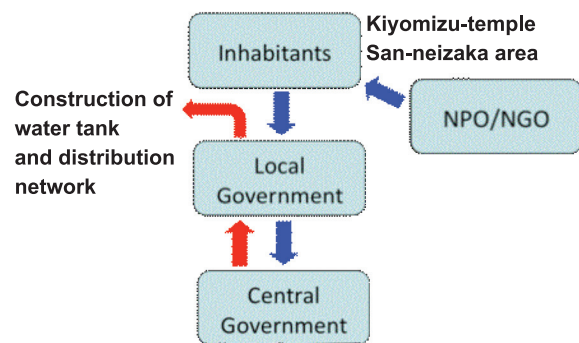 Kiyomizu-temple
San-neizaka area
Inhabitants
Construction of
water tank
and distribution
network
NPO/NGO
Local
Government
Central
Government